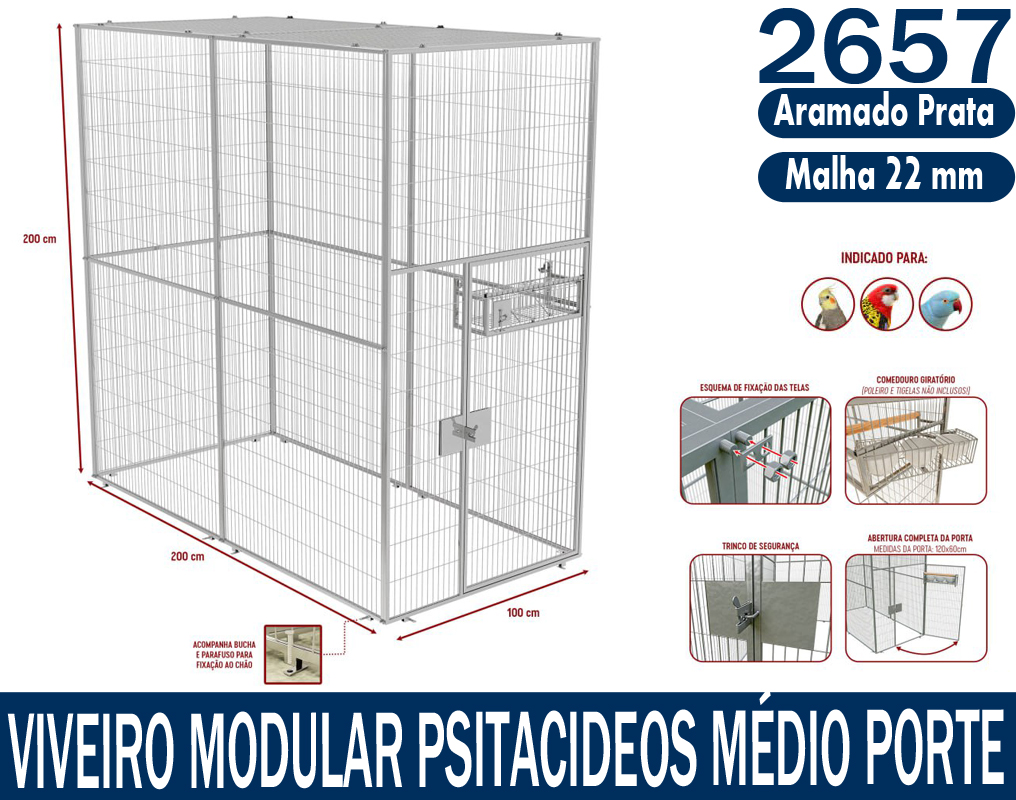 2657
Aramado Prata
Malha 22 mm
200 cm
INDICADO PARA:
ESQUEMA DE FIXAÇÃO DAS TELAS
COMEDOURO GIRATÓRIO
(POLEIRO E TIGELAS NÃO INCLUSOS!)
TRINCO DE SEGURANÇA
ABERTURA COMPLETA DA PORTA
MEDIDAS DA PORTA: 120x60cm
200 cm
100 cm
ACOMPANHA BUCHA
E PARAFUSO PARA
FIXAÇÃO AO CHÃO
VIVEIRO MODULAR PSITACIDEOS MÉDIO PORTE